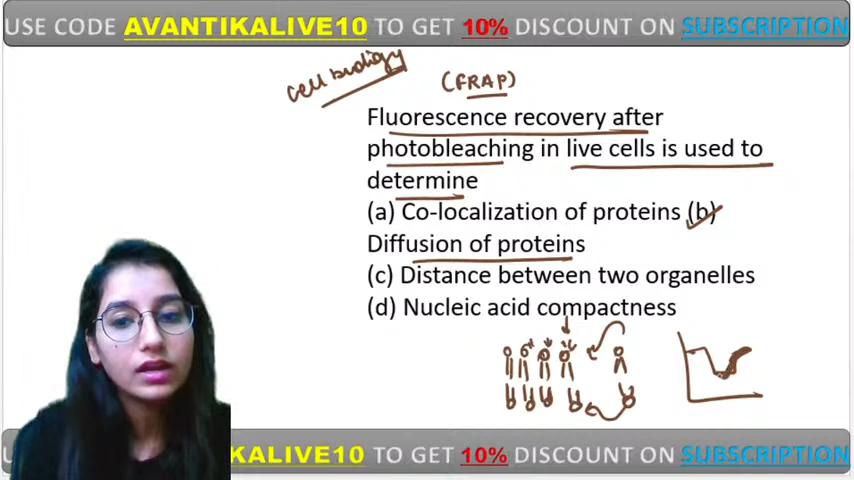 USE CODE AVANTIKALIVE10 TO GET 10% DISCOUNT ON SUBSCRIPTION
cell biology
(FRAP)
Fluorescence recovery after
photobleaching in live cells is used to
determine
(a) Co-localization of proteins (b)
Diffusion of proteins
(c) Distance between two organelles
(d) Nucleic acid compactness
KALIVE10 TO GET 10% DISCOUNT ON SUBSCRIPTION